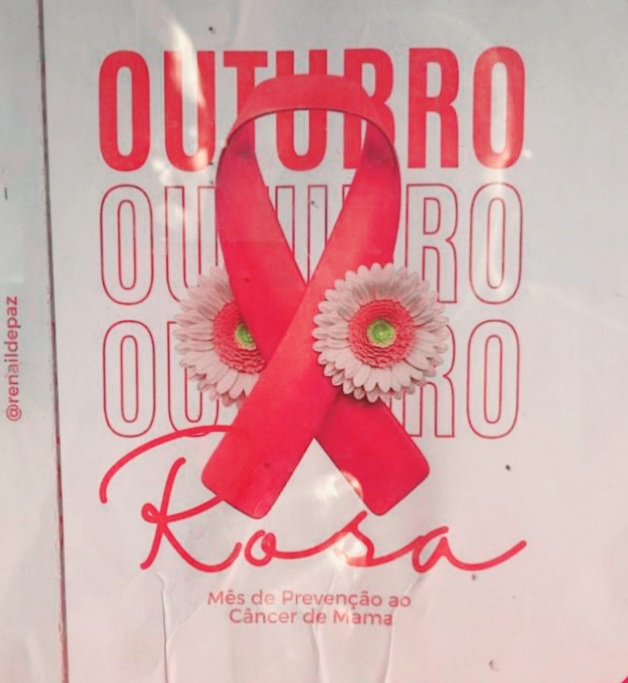 OUTUBRO
OUTUBRO
OUTUBRO
Rosa
Mês de Prevenção ao
Câncer de Mama
@renaildepaz